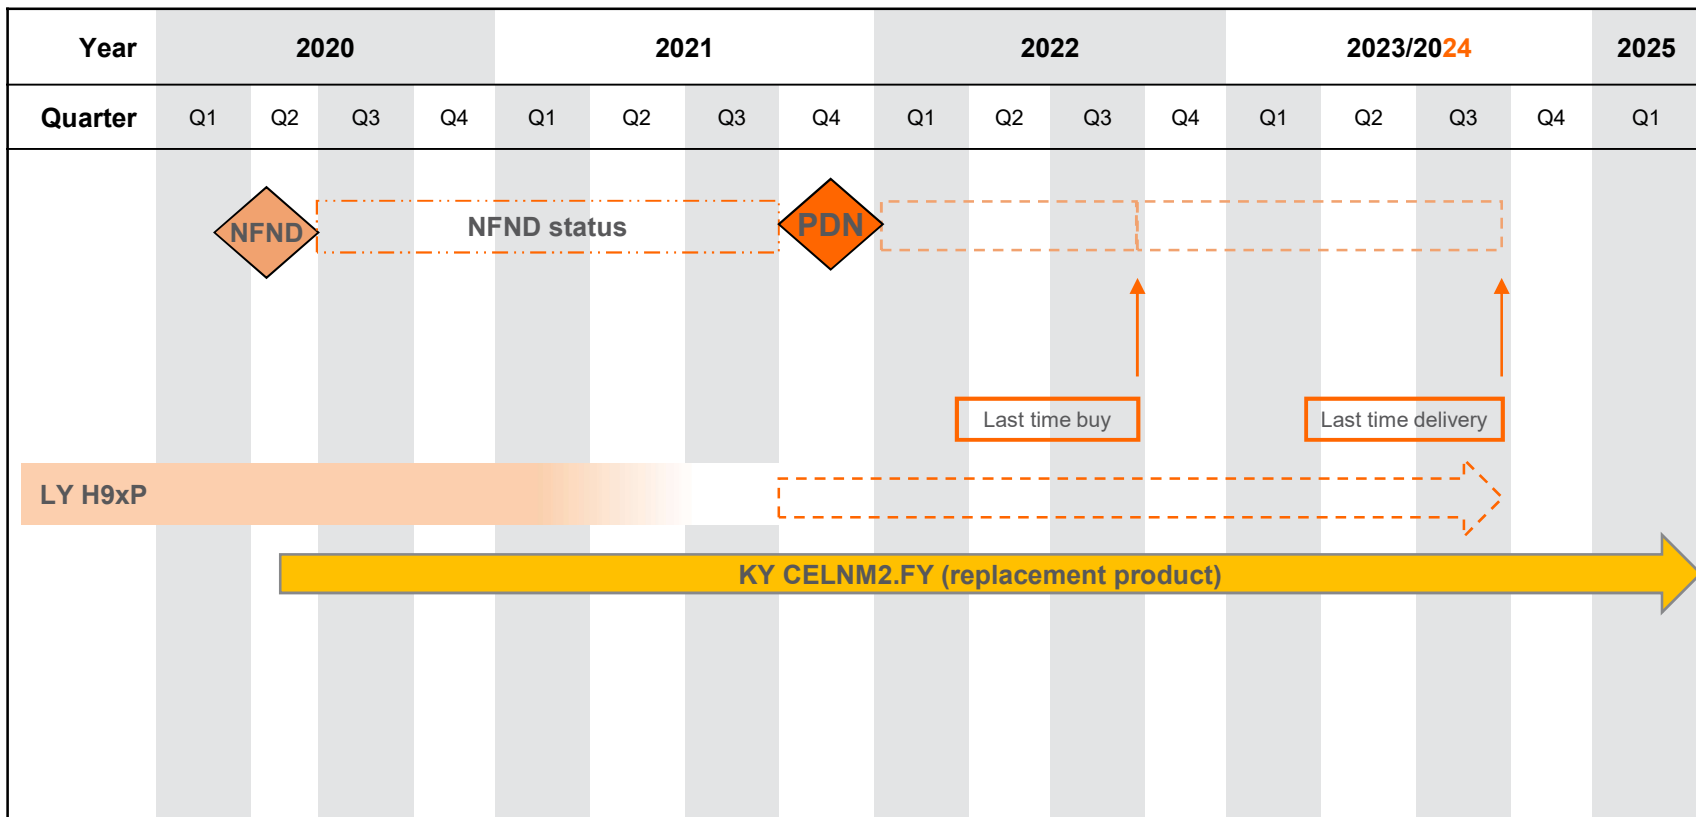 Year 2020 2021 2022 2023/2024 2025
Quarter Q1 Q2 Q3 Q4 Q1 Q2 Q3 Q4 Q1 Q2 Q3 Q4 Q1 Q2 Q3 Q4 Q1
NFND NFND status PDN
Last time buy Last time delivery
LY H9xP
KY CELNM2.FY (replacement product)